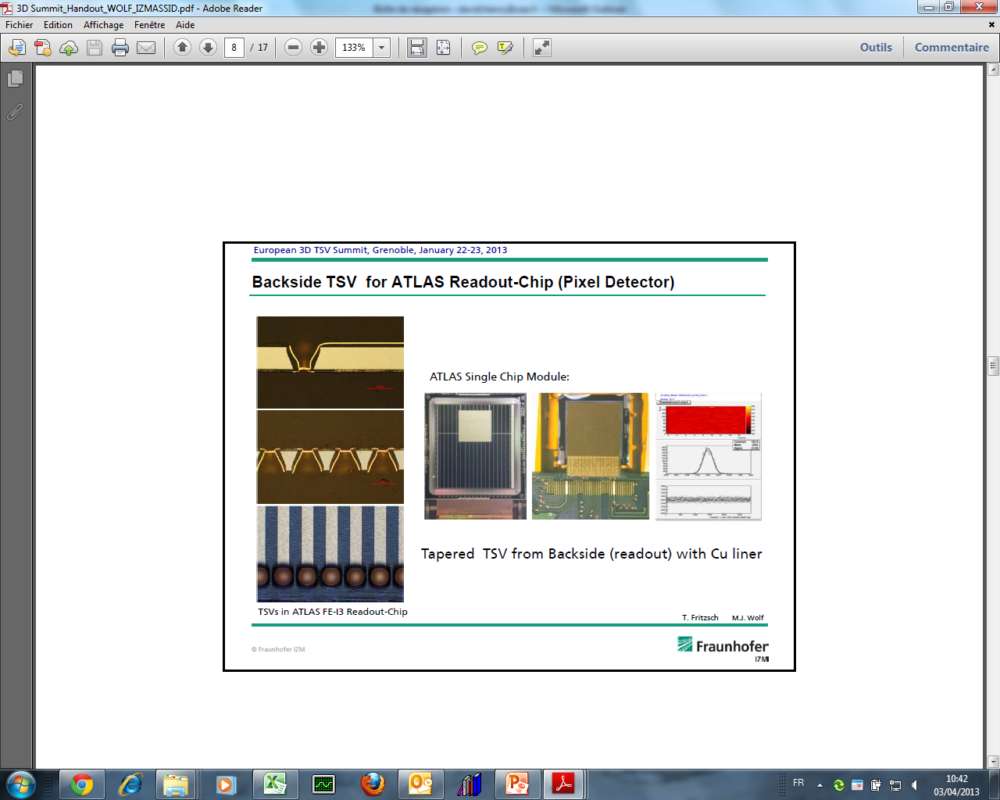 3D Summit_Handout_WOLF_IZMASSID.pdf - Adobe Reader
Fichier Edition Affichage Fenêtre Aide
8 / 17 133% Outils Commentaire
European 3D TSV Summit, Grenoble, January 22-23, 2013
Backside TSV for ATLAS Readout-Chip (Pixel Detector)
ATLAS Single Chip Module:
Tapered TSV from Backside (readout) with Cu liner
TSVs in ATLAS FE-I3 Readout-Chip
T. Fritzsch M.J. Wolf
© Fraunhofer IZM
Fraunhofer
IZM
FR
10:42
03/04/2013